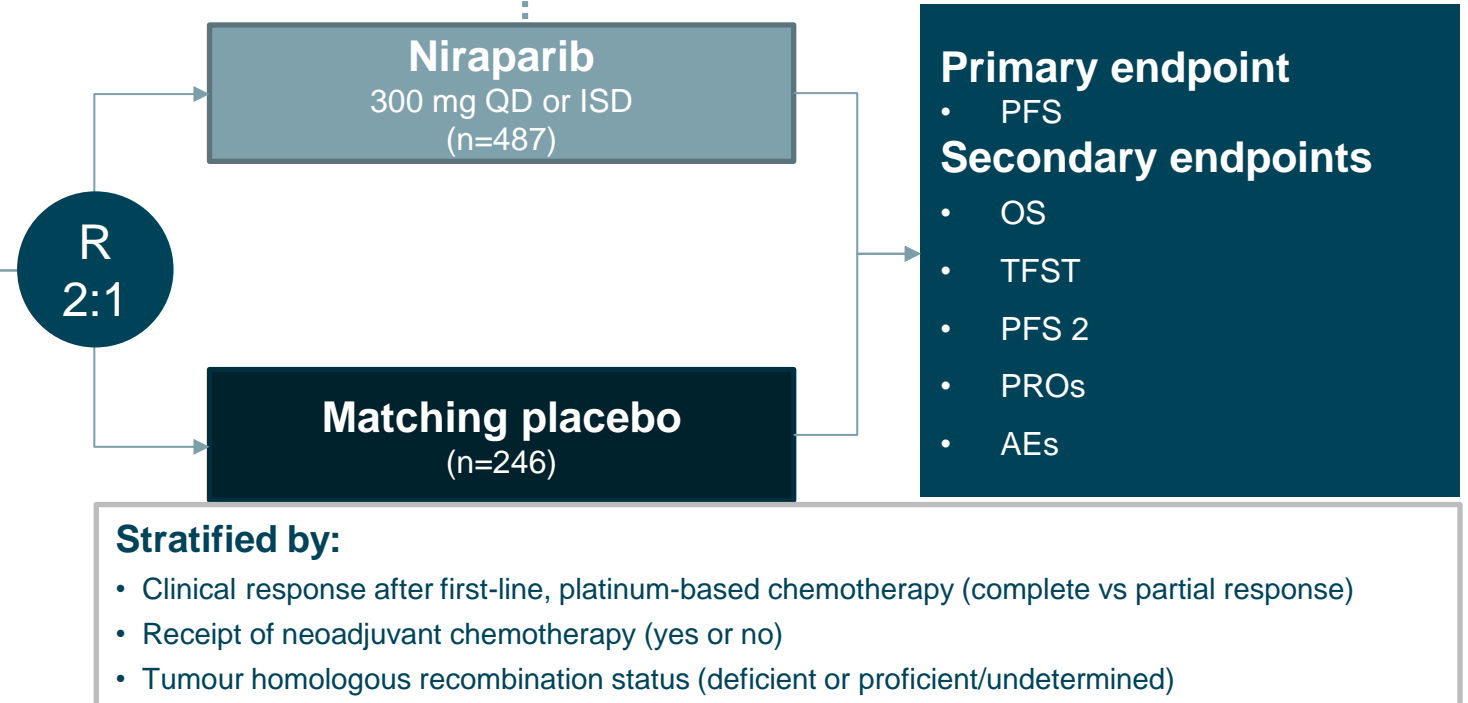 R
2:1
Niraparib
300 mg QD or ISD
(n=487)
Matching placebo
(n=246)
Primary endpoint
• PFS
Secondary endpoints
• OS
• TFST
• PFS 2
• PROs
• AEs
Stratified by:
• Clinical response after first-line, platinum-based chemotherapy (complete vs partial response)
• Receipt of neoadjuvant chemotherapy (yes or no)
• Tumour homologous recombination status (deficient or proficient/undetermined)